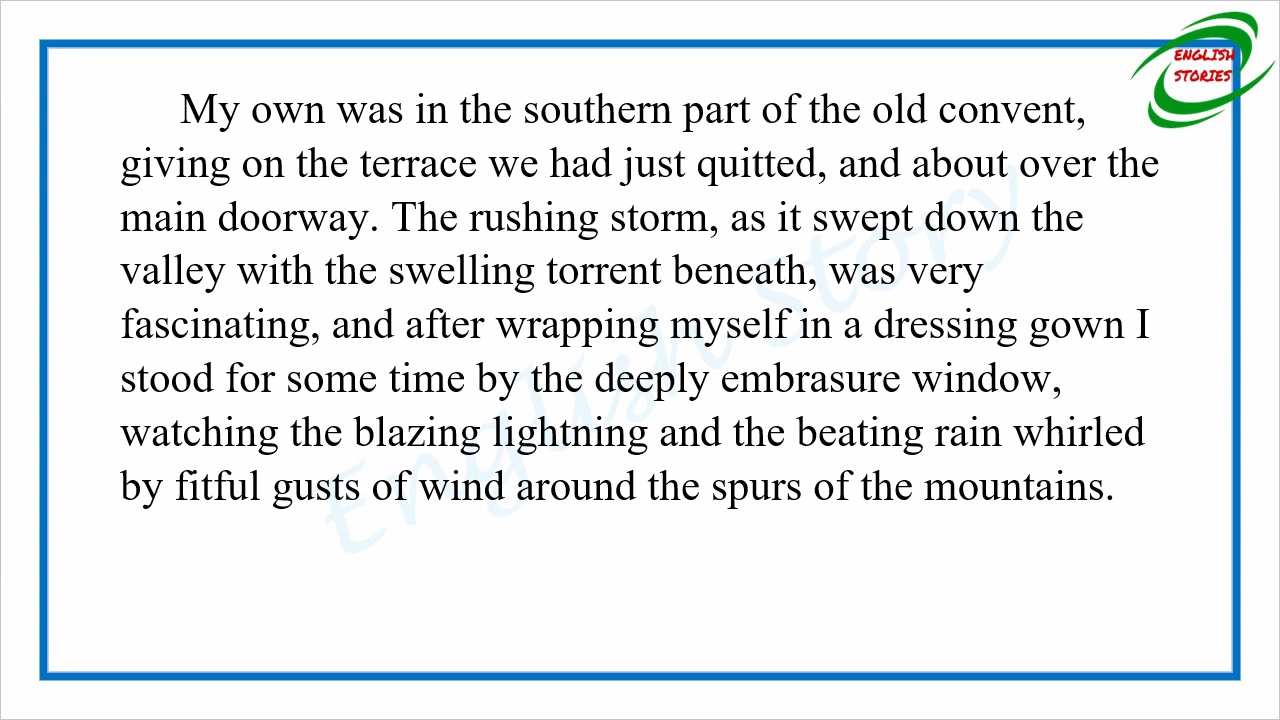 ENGLISH
STORIES
My own was in the southern part of the old convent,
giving on the terrace we had just quitted, and about over the
main doorway. The rushing storm, as it swept down the
valley with the swelling torrent beneath, was very
fascinating, and after wrapping myself in a dressing gown I
stood for some time by the deeply embrasure window,
watching the blazing lightning and the beating rain whirled
by fitful gusts of wind around the spurs of the mountains.
English Story